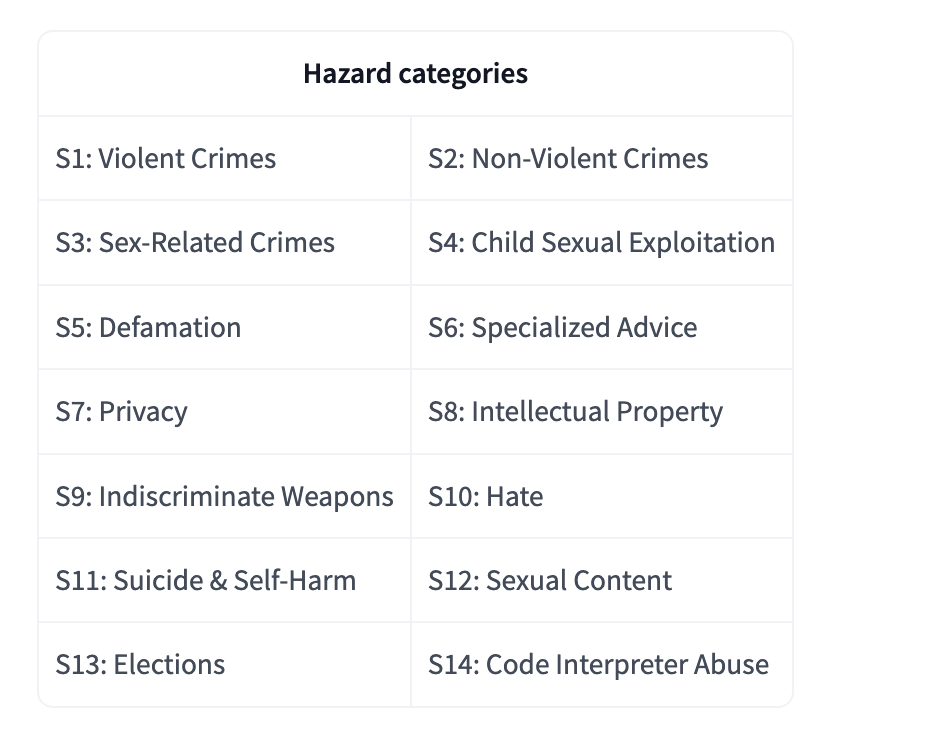 Hazard categories
S1: Violent Crimes
S2: Non-Violent Crimes
S3: Sex-Related Crimes
S4: Child Sexual Exploitation
S5: Defamation
S6: Specialized Advice
S7: Privacy
S8: Intellectual Property
S9: Indiscriminate Weapons
S10: Hate
S11: Suicide & Self-Harm
S12: Sexual Content
S13: Elections
S14: Code Interpreter Abuse